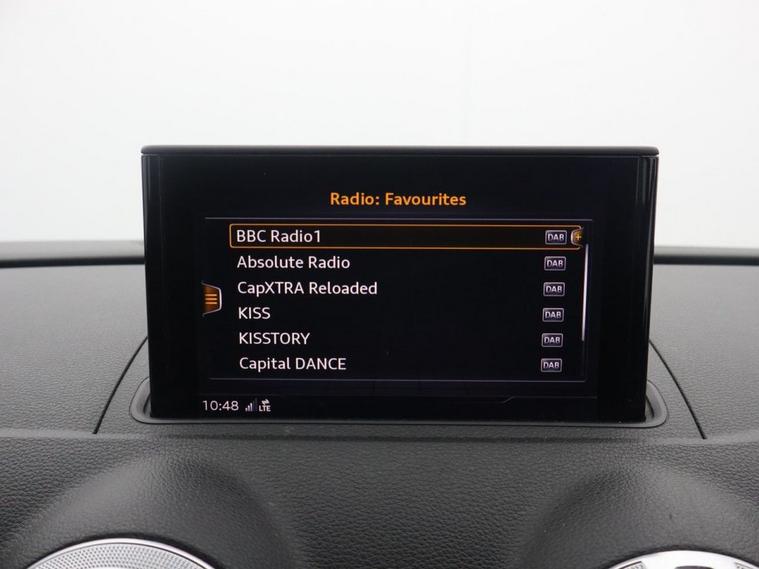 Radio: Favourites
BBC Radio1 DAB
Absolute Radio DAB
CapXTRA Reloaded DAB
KISS DAB
KISSTORY DAB
Capital DANCE DAB
10:48 LTE